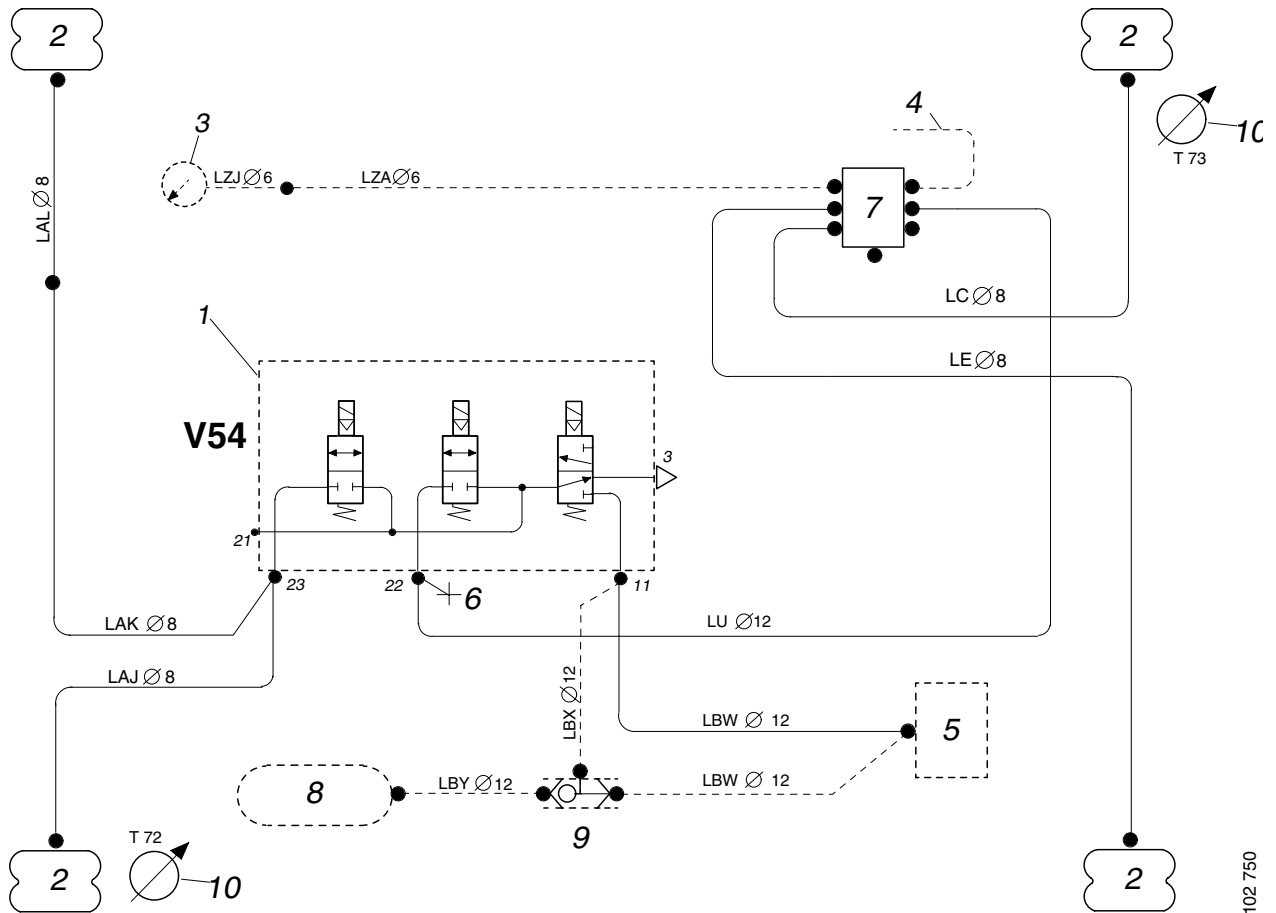 2
2
3
4
10
T 73
LZJ Ø 6
LZA Ø 6
7
LAL Ø 8
LC Ø 8
1
LE Ø 8
V54
3
21
23
22
6
11
LAK Ø 8
LU Ø 12
LAJ Ø 8
LBX Ø 12
LBW Ø 12
5
8
LBY Ø 12
LBW Ø 12
9
T 72
2
10
2
102 750